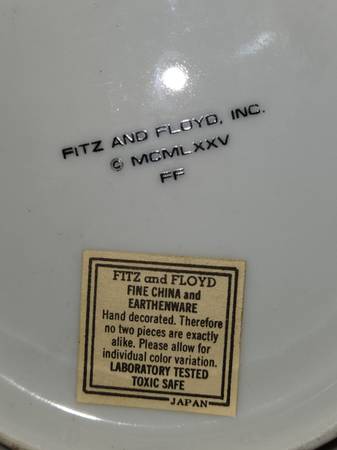 FITZ AND FLOYD, INC.
© MCMLXXV
FF
FITZ and FLOYD
FINE CHINA and
EARTHENWARE
Hand decorated. Therefore
no two pieces are exactly
alike. Please allow for
individual color variation.
LABORATORY TESTED
TOXIC SAFE
JAPAN